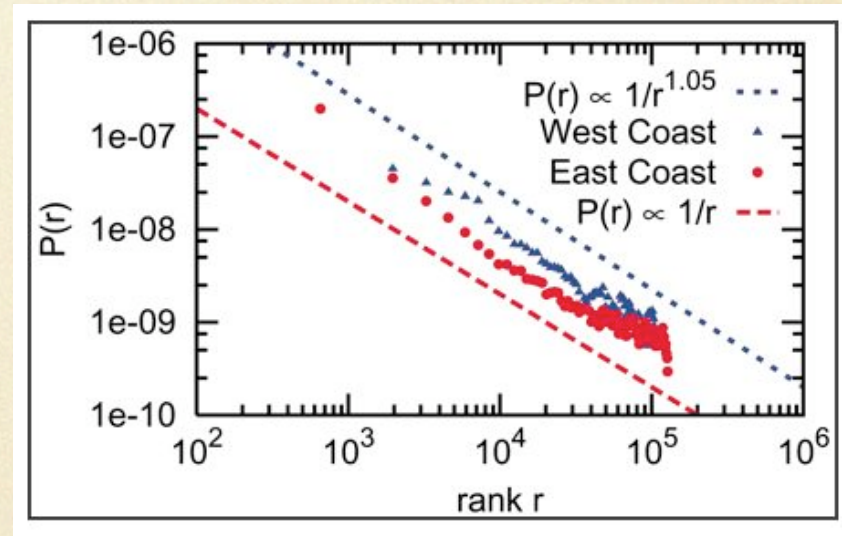 1e-06
1e-07
1e-08
1e-09
1e-10
P(r)
P(r) ∝ 1/r^1.05
West Coast
East Coast
P(r) ∝ 1/r
10^2 10^3 10^4 10^5 10^6
rank r